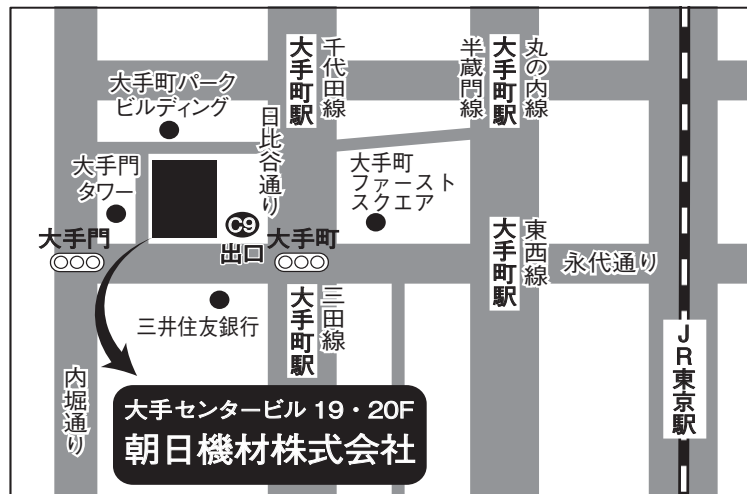 大手町パーク
ビルディング
大手門
タワー
大手門
日比谷通り
C9
出口
大手町
大手町駅
千代田線
半蔵門線
大手町駅
丸の内線
大手町
ファースト
スクエア
大手町駅
東西線
永代通り
三井住友銀行
大手町駅
三田線
内堀通り
JR東京駅
大手センタービル 19・20F
朝日機材株式会社